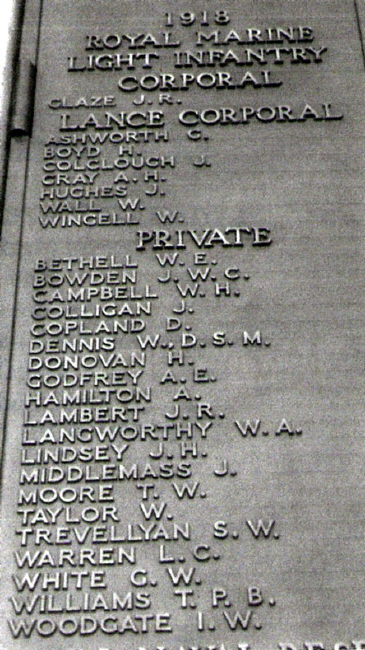 1918
ROYAL MARINE
LIGHT INFANTRY
CORPORAL
GLAZE J.R.
LANCE CORPORAL
ASHWORTH G.
BOYD H.
COLCLOUGH J.
GRAY A.H.
HUGHES J.
WALL W.
WINGELL W.
PRIVATE
BETHELL W.E.
BOWDEN J.W.C.
CAMPBELL W.H.
COLLIGAN J.
COPLAND D.
DENNIS W., D.S.M.
DONOVAN H.
GODFREY A.E.
HAMILTON A.
LAMBERT J.R.
LANGWORTHY W.A.
LINDSEY J.H.
MIDDLEMASS J.
MOORE T.W.
TAYLOR W.
TREVELLYAN S.W.
WARREN L.C.
WHITE G.W.
WILLIAMS T.P.B.
WOODGATE I.W.
NAVAL